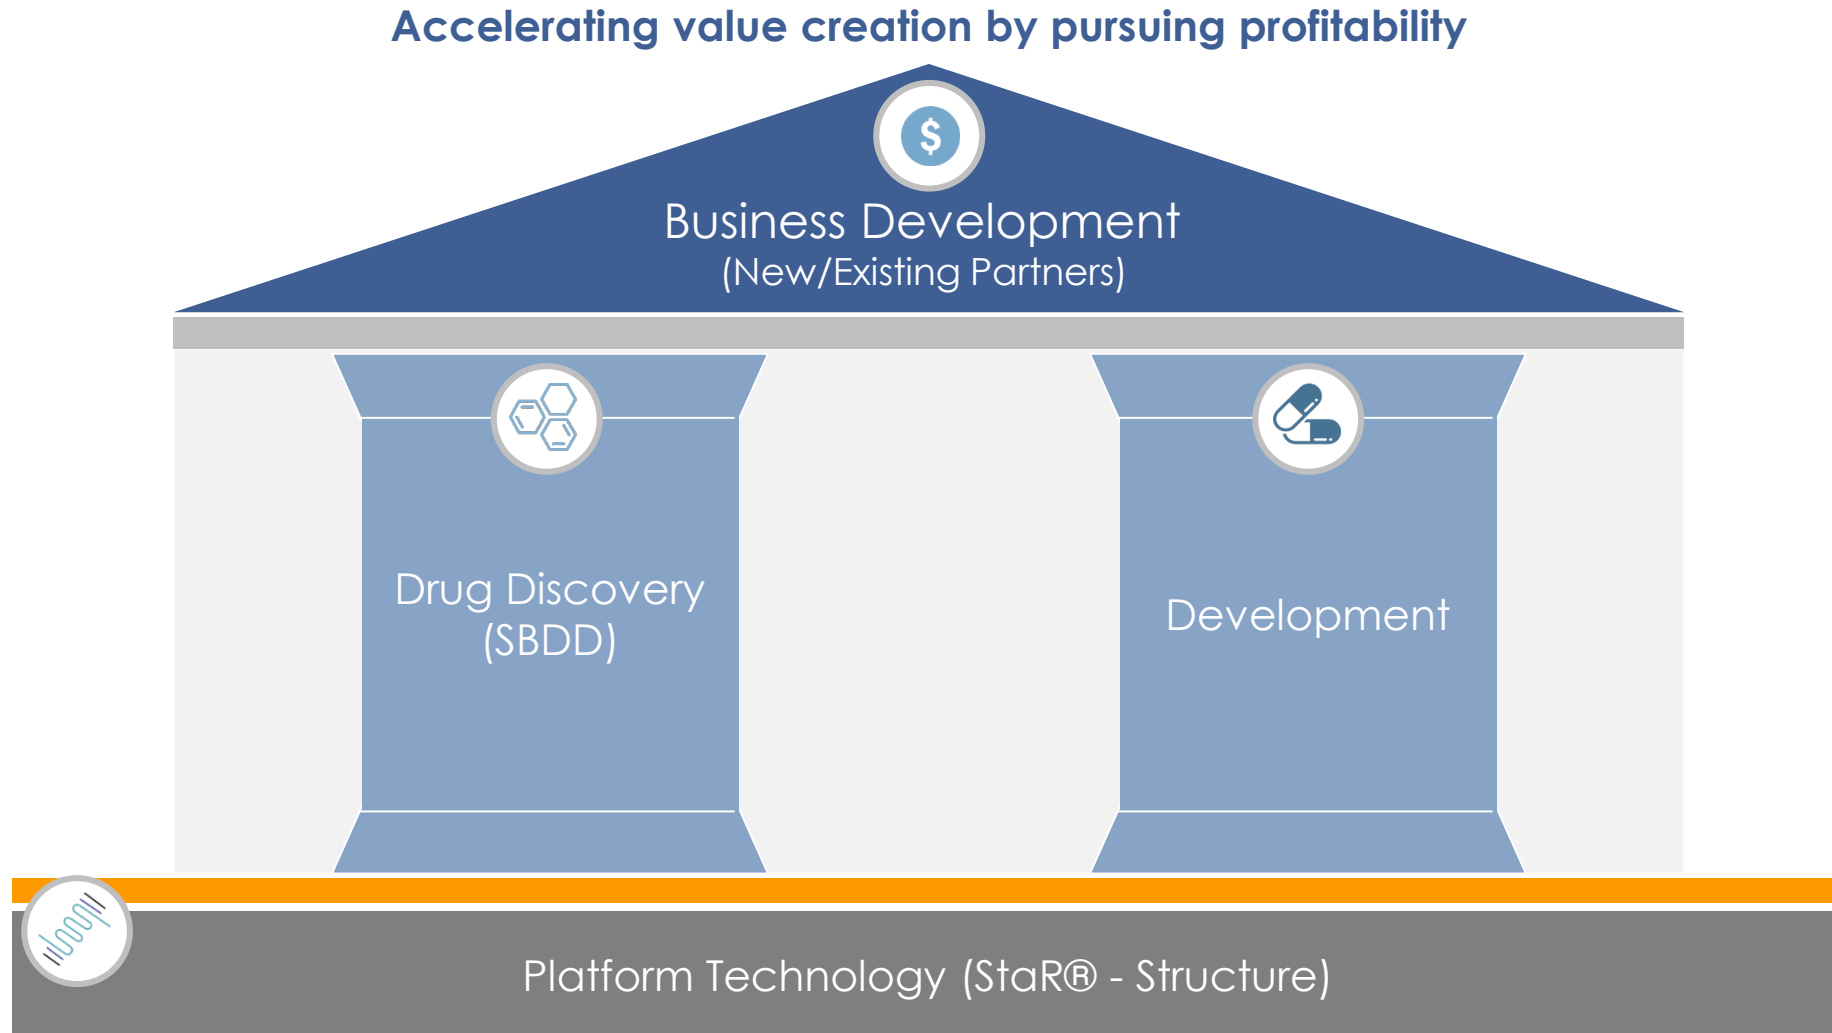 Accelerating value creation by pursuing profitability
$
Business Development
(New/Existing Partners)
Drug Discovery
(SBDD)
Development
Platform Technology (StaR® - Structure)